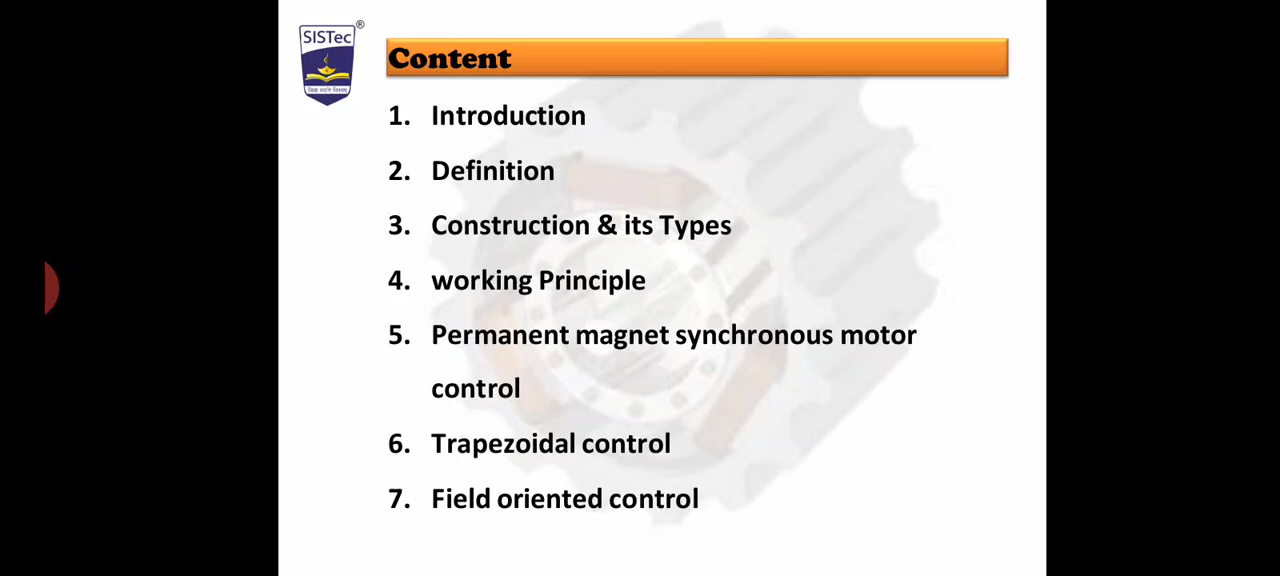 SISTec
®
Content
1. Introduction
2. Definition
3. Construction & its Types
4. working Principle
5. Permanent magnet synchronous motor
control
6. Trapezoidal control
7. Field oriented control